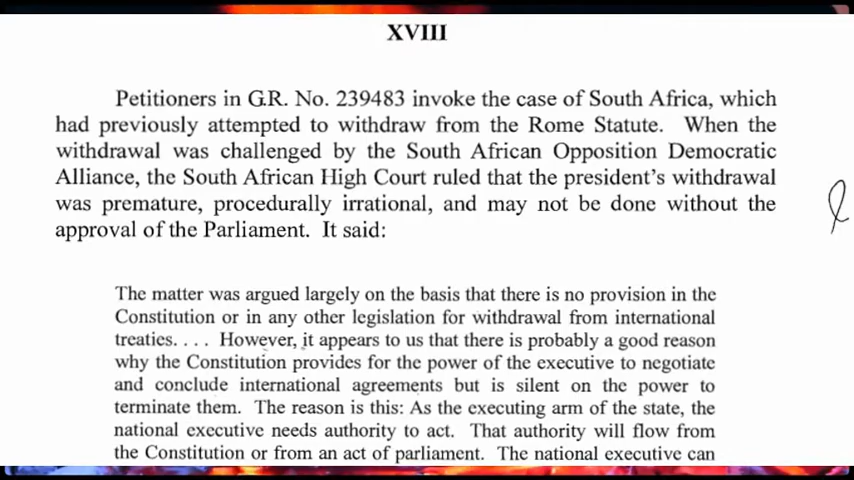 XVIII
Petitioners in G.R. No. 239483 invoke the case of South Africa, which
had previously attempted to withdraw from the Rome Statute. When the
withdrawal was challenged by the South African Opposition Democratic
Alliance, the South African High Court ruled that the president's withdrawal
was premature, procedurally irrational, and may not be done without the
approval of the Parliament. It said:
The matter was argued largely on the basis that there is no provision in the
Constitution or in any other legislation for withdrawal from international
treaties. . . . However, it appears to us that there is probably a good reason
why the Constitution provides for the power of the executive to negotiate
and conclude international agreements but is silent on the power to
terminate them. The reason is this: As the executing arm of the state, the
national executive needs authority to act. That authority will flow from
the Constitution or from an act of parliament. The national executive can